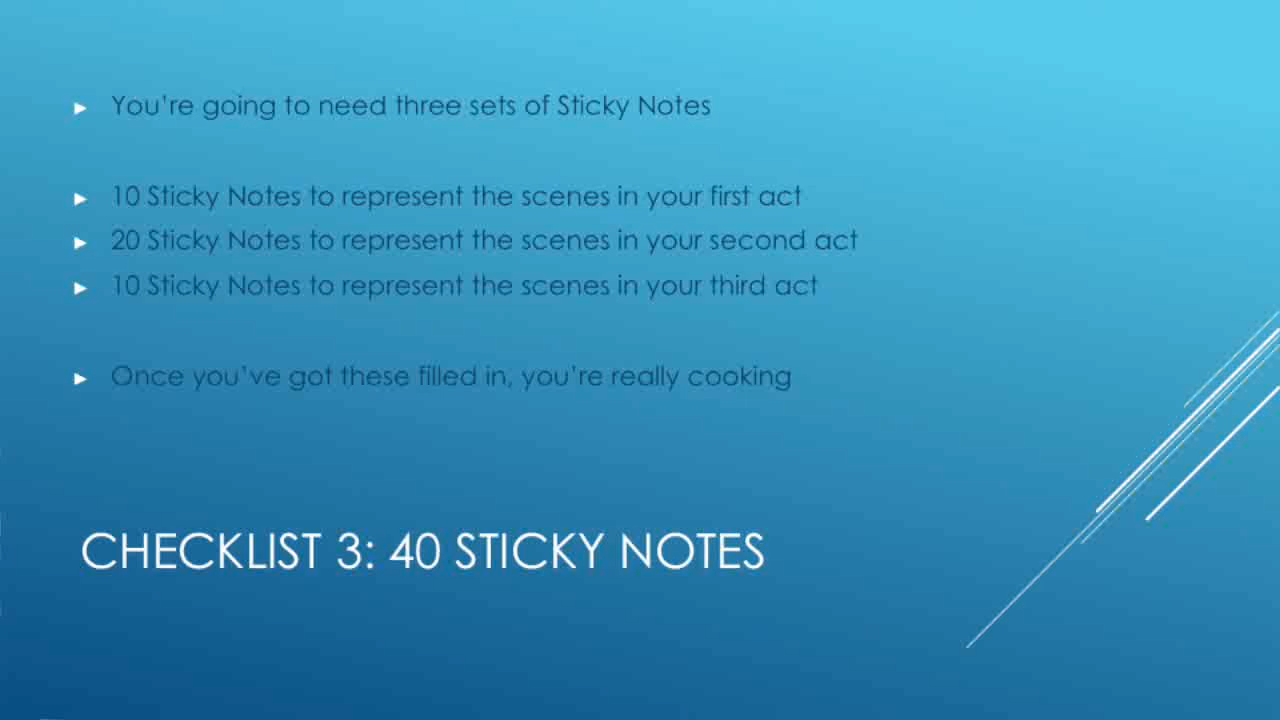 You're going to need three sets of Sticky Notes
10 Sticky Notes to represent the scenes in your first act
20 Sticky Notes to represent the scenes in your second act
10 Sticky Notes to represent the scenes in your third act
Once you've got these filled in, you're really cooking
CHECKLIST 3: 40 STICKY NOTES